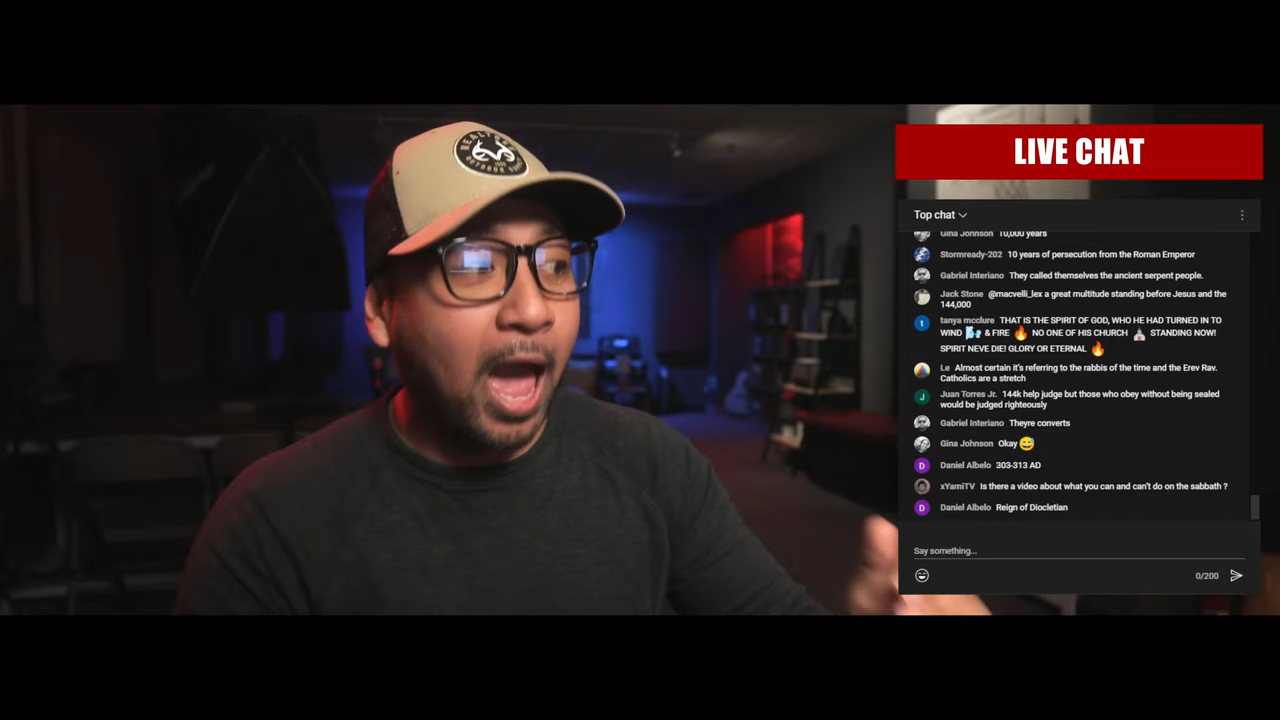 REALTREE
OUTDOOR
LIVE CHAT
Top chat
Gina Johnson 10,000 years
Stormready-202 10 years of persecution from the Roman Emperor
Gabriel Interiano They called themselves the ancient serpent people.
Jack Stone @macvelli_lex a great multitude standing before Jesus and the
144,000
tanya mcclure THAT IS THE SPIRIT OF GOD, WHO HE HAD TURNED IN TO
WIND 🌬️ & FIRE 🔥 NO ONE OF HIS CHURCH ⛪ STANDING NOW!
SPIRIT NEVE DIE! GLORY OR ETERNAL 🔥
Le Almost certain it's referring to the rabbis of the time and the Erev Rav.
Catholics are a stretch
J Juan Torres Jr. 144k help judge but those who obey without being sealed
would be judged righteously
Gabriel Interiano Theyre converts
Gina Johnson Okay 😅
D Daniel Albelo 303-313 AD
xYamiTV Is there a video about what you can and can't do on the sabbath ?
D Daniel Albelo Reign of Diocletian
Say something...
0/200